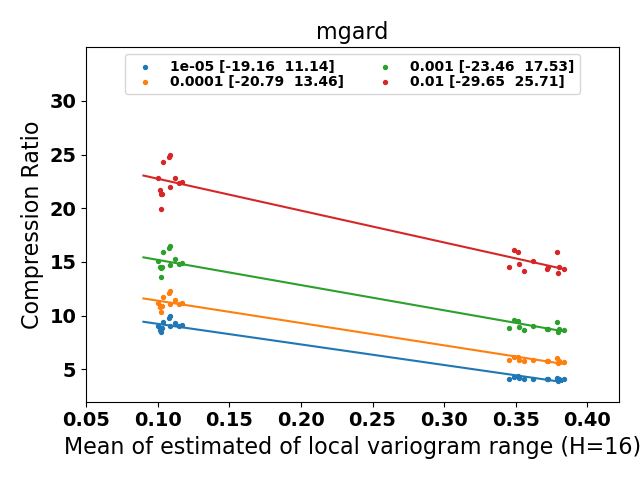 mgard
1e-05 [-19.16  11.14]
0.0001 [-20.79  13.46]
0.001 [-23.46  17.53]
0.01 [-29.65  25.71]
Compression Ratio
30
25
20
15
10
5
0.05 0.10 0.15 0.20 0.25 0.30 0.35 0.40
Mean of estimated of local variogram range (H=16)